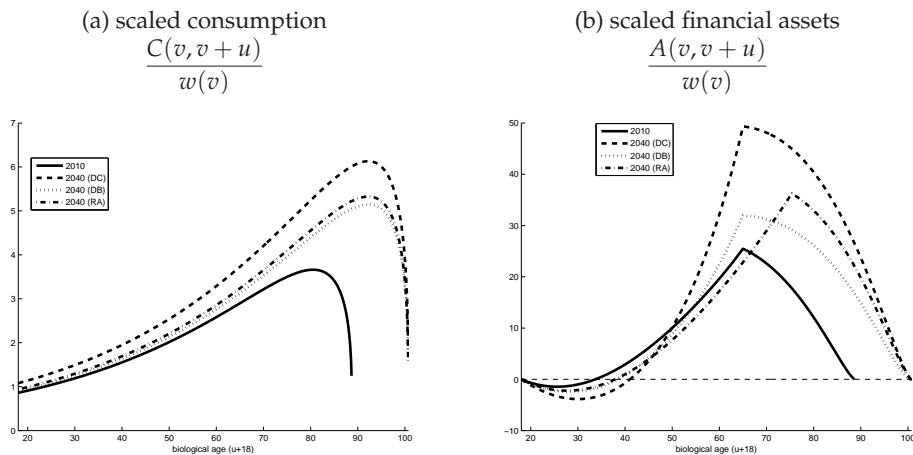 (a) scaled consumption
C(v, v + u)
w(v)
7
6
5
4
3
2
1
0
2010
2040 (DC)
2040 (DB)
2040 (RA)
20 30 40 50 60 70 80 90 100
biological age (u+18)
(b) scaled financial assets
A(v, v + u)
w(v)
50
40
30
20
10
0
−10
2010
2040 (DC)
2040 (DB)
2040 (RA)
20 30 40 50 60 70 80 90 100
biological age (u+18)